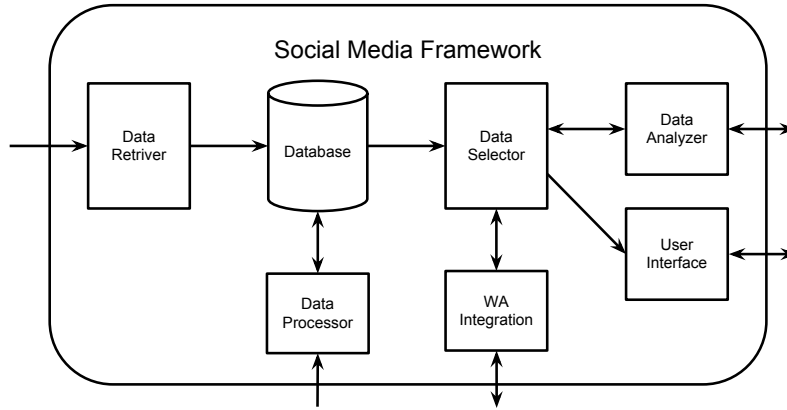 Social Media Framework
Data
Retriver
Database
Data
Selector
Data
Analyzer
User
Interface
Data
Processor
WA
Integration